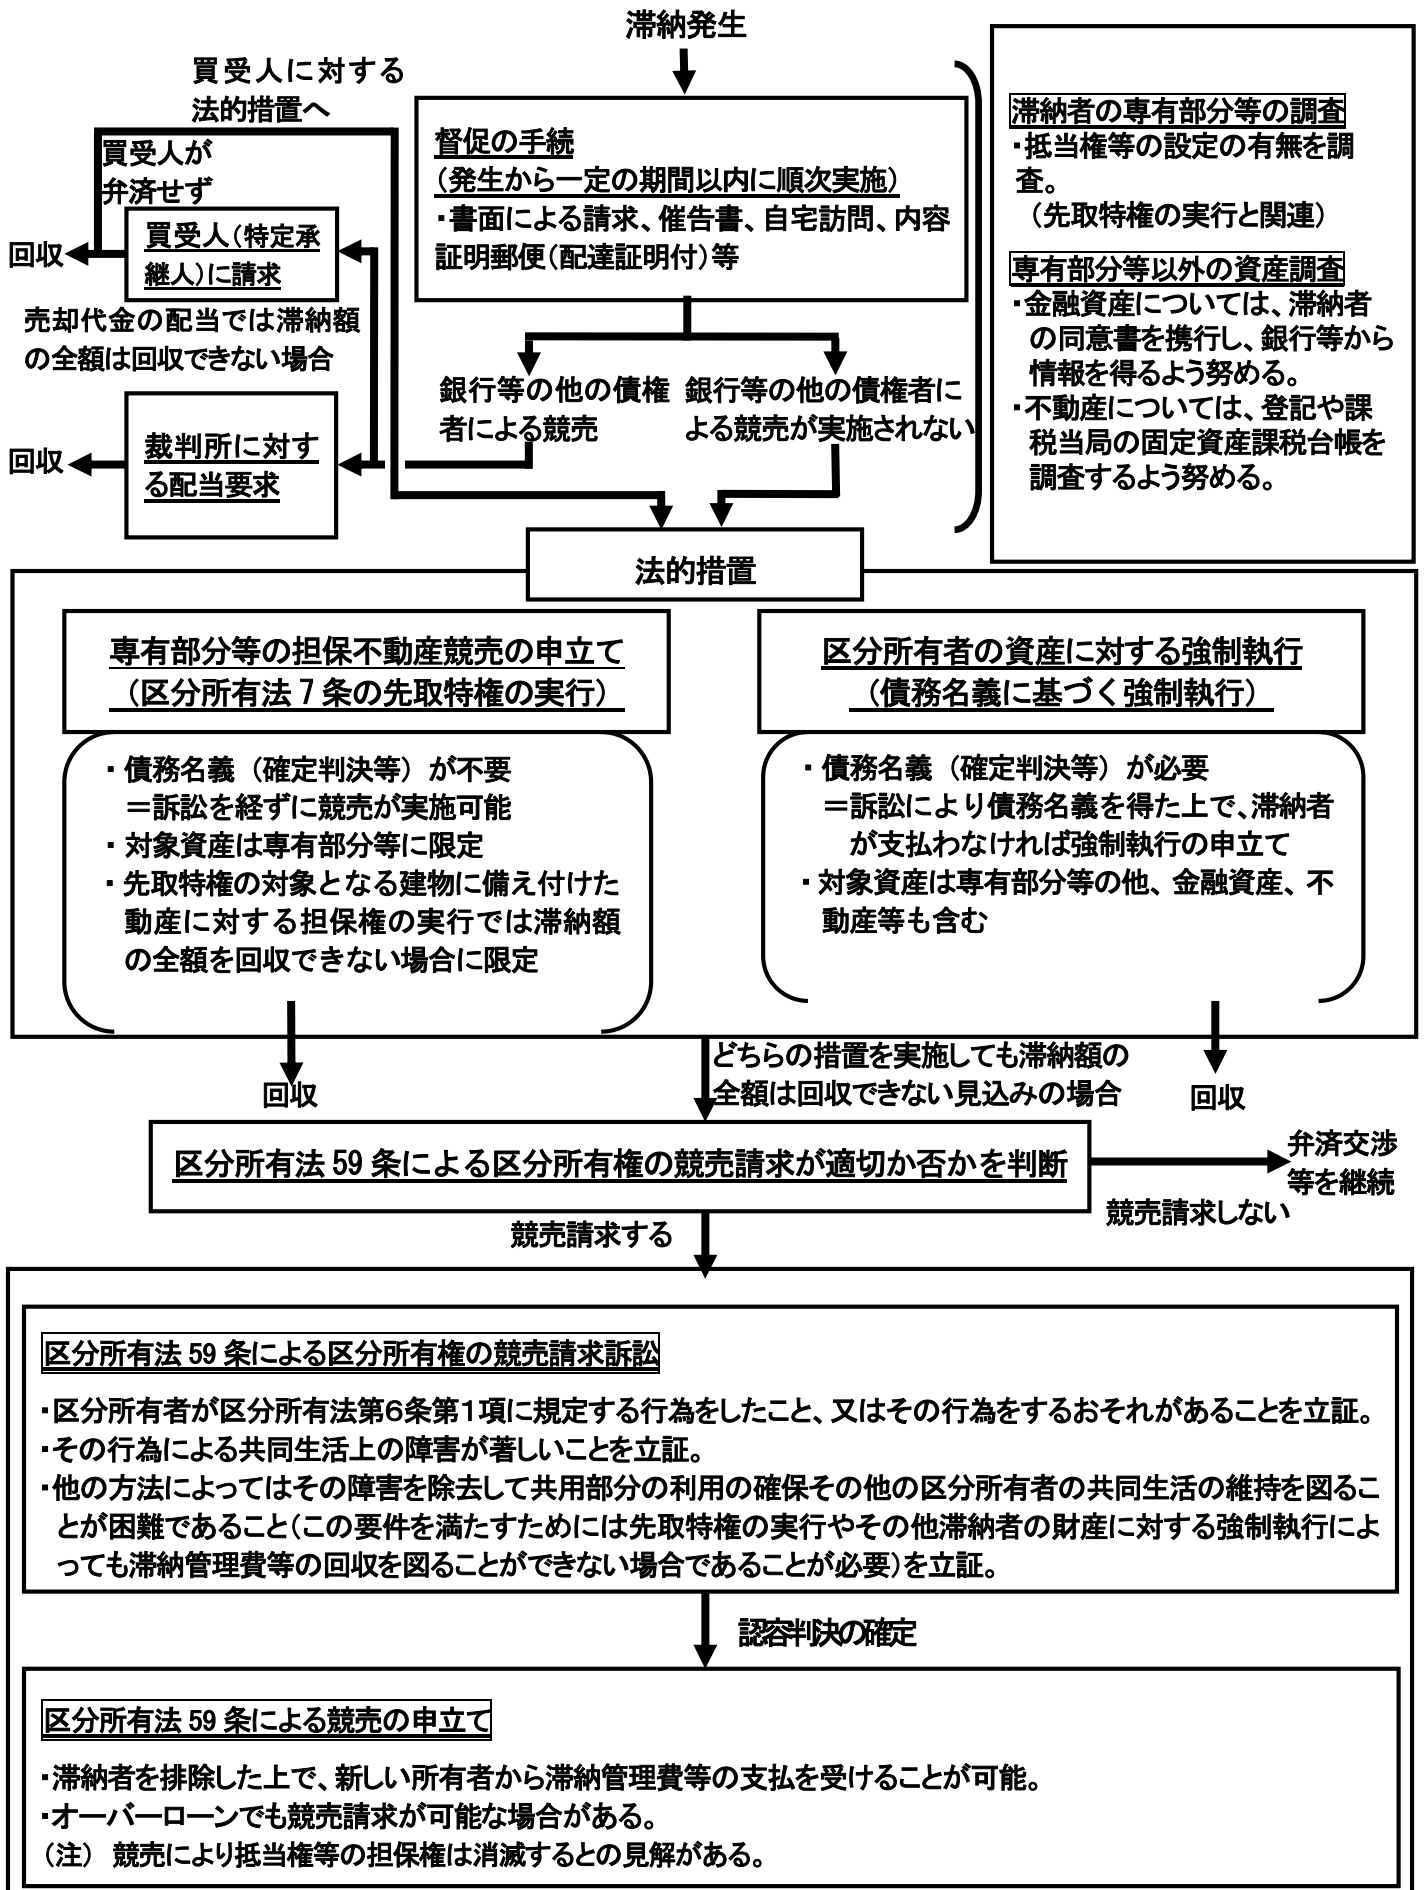 滞納発生
買受人に対する
法的措置へ
買受人が
弁済せず
買受人（特定承
継人）に請求
回収
売却代金の配当では滞納額
の全額は回収できない場合
裁判所に対す
る配当要求
回収
督促の手続
（発生から一定の期間以内に順次実施）
・書面による請求、催告書、自宅訪問、内容
証明郵便（配達証明付）等
銀行等の他の債権
者による競売
銀行等の他の債権者に
よる競売が実施されない
滞納者の専有部分等の調査
・抵当権等の設定の有無を調
査。
（先取特権の実行と関連）
専有部分等以外の資産調査
・金融資産については、滞納者
の同意書を携行し、銀行等から
情報を得るよう努める。
・不動産については、登記や課
税当局の固定資産課税台帳を
調査するよう努める。
法的措置
専有部分等の担保不動産競売の申立て
（区分所有法７条の先取特権の実行）
・債務名義（確定判決等）が不要
＝訴訟を経ずに競売が実施可能
・対象資産は専有部分等に限定
・先取特権の対象となる建物に備え付けた
動産に対する担保権の実行では滞納額
の全額を回収できない場合に限定
区分所有者の資産に対する強制執行
（債務名義に基づく強制執行）
・債務名義（確定判決等）が必要
＝訴訟により債務名義を得た上で、滞納者
が支払わなければ強制執行の申立て
・対象資産は専有部分等の他、金融資産、不
動産等も含む
回収
どちらの措置を実施しても滞納額の
全額は回収できない見込みの場合
回収
区分所有法 59 条による区分所有権の競売請求が適切か否かを判断
弁済交渉
等を継続
競売請求しない
競売請求する
区分所有法 59 条による区分所有権の競売請求訴訟
・区分所有者が区分所有法第６条第１項に規定する行為をしたこと、又はその行為をするおそれがあることを立証。
・その行為による共同生活上の障害が著しいことを立証。
・他の方法によってはその障害を除去して共用部分の利用の確保その他の区分所有者の共同生活の維持を図るこ
とが困難であること（この要件を満たすためには先取特権の実行やその他滞納者の財産に対する強制執行によ
っても滞納管理費等の回収を図ることができない場合であることが必要）を立証。
認容判決の確定
区分所有法 59 条による競売の申立て
・滞納者を排除した上で、新しい所有者から滞納管理費等の支払を受けることが可能。
・オーバーローンでも競売請求が可能な場合がある。
（注） 競売により抵当権等の担保権は消滅するとの見解がある。